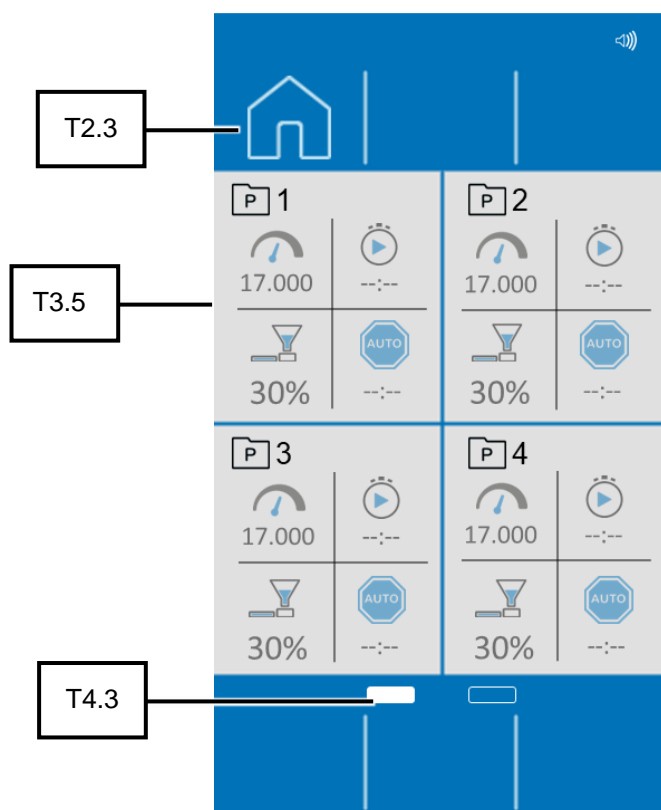 T2.3
P 1
P 2
17.000
--:--
17.000
--:--
T3.5
AUTO
AUTO
30%
--:--
30%
--:--
P 3
P 4
17.000
--:--
17.000
--:--
AUTO
AUTO
30%
--:--
30%
--:--
T4.3